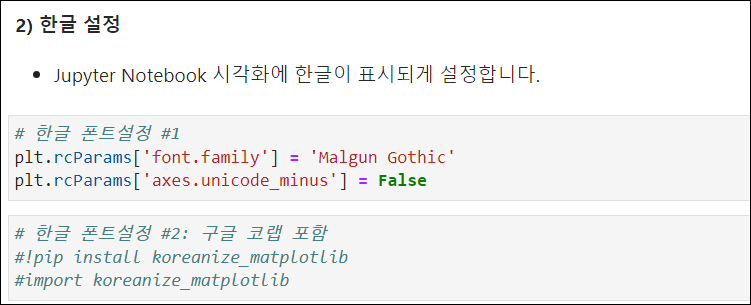 2) 한글 설정
• Jupyter Notebook 시각화에 한글이 표시되게 설정합니다.
# 한글 폰트설정 #1
plt.rcParams['font.family'] = 'Malgun Gothic'
plt.rcParams['axes.unicode_minus'] = False
# 한글 폰트설정 #2: 구글 코랩 포함
#!pip install koreanize_matplotlib
#import koreanize_matplotlib